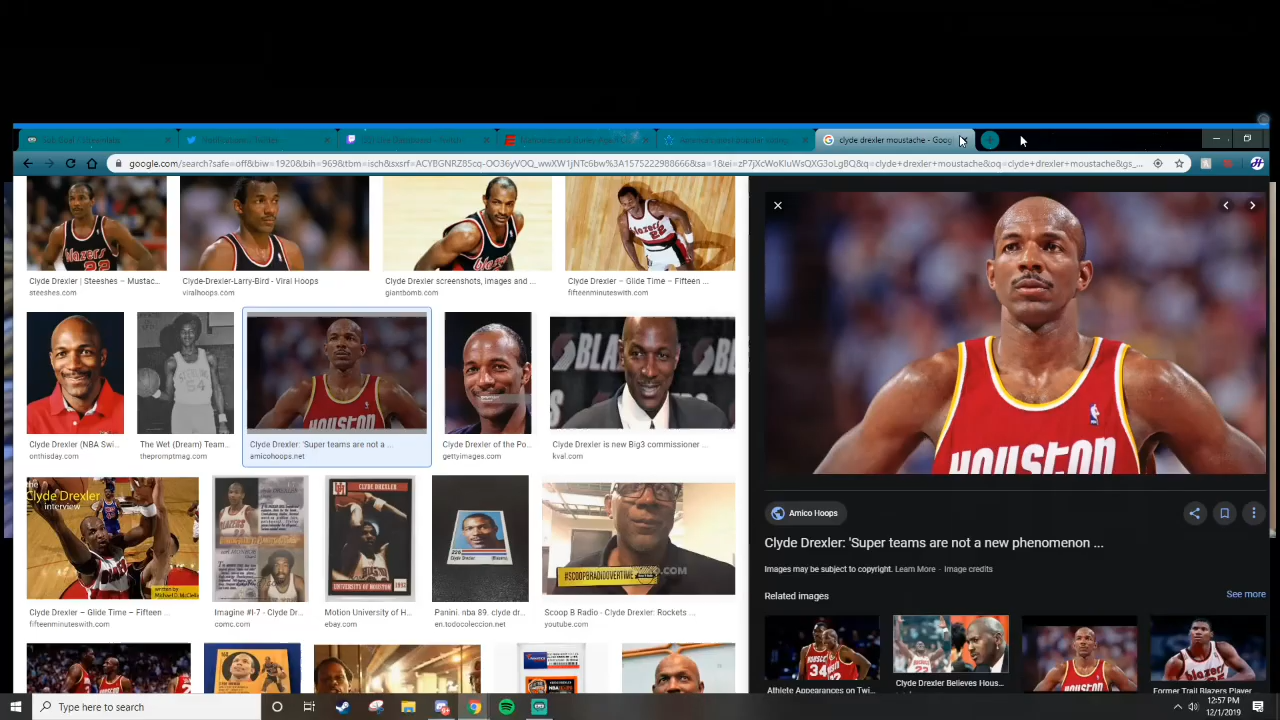 clyde drexler moustache - Goog
google.com/search?safe=off&biw=1920&bih=969&tbm=isch&sxsrf=ACYBGNRZ85cq-OO36yVOQ_wwXW1jNTc6bw%3A1575222988666&sa=1&ei=zP7jXcWoKIuWsQXG3oLgBQ&q=clyde+drexler+moustache&oq=clyde+drexler+moustache&gs_...
Clyde Drexler | Steeshes – Mustac...
steeshes.com
Clyde-Drexler-Larry-Bird - Viral Hoops
viralhoops.com
Clyde Drexler screenshots, images and ...
giantbomb.com
Clyde Drexler – Glide Time – Fifteen ...
fifteenminuteswith.com
Clyde Drexler (NBA Swi...
onthisday.com
The Wet (Dream) Team...
thepromptmag.com
Clyde Drexler: 'Super teams are not a ...
amicohoops.net
Clyde Drexler of the Po...
gettyimages.com
Clyde Drexler is new Big3 commissioner ...
kval.com
the
Clyde Drexler
interview
Clyde Drexler – Glide Time – Fifteen ...
fifteenminuteswith.com
Imagine #I-7 - Clyde Dr...
comc.com
CLYDE DREXLER
UNIVERSITY OF HOUSTON
Motion University of H...
ebay.com
Panini. nba 89. clyde dr...
en.todocoleccion.net
#SCOOPBRADIOOVERTIME
Scoop B Radio - Clyde Drexler: Rockets ...
youtube.com
HOUSTON
Amico Hoops
Clyde Drexler: 'Super teams are not a new phenomenon ...
Images may be subject to copyright. Learn More - Image credits
Related images
See more
Athlete Appearances on Twi...
Clyde Drexler Believes Hous...
Former Trail Blazers Player
Type here to search
12:57 PM
12/1/2019